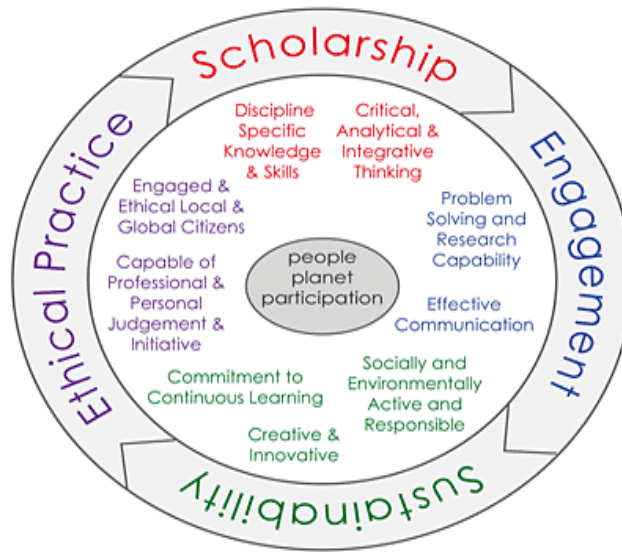 Scholarship
Engagement
Sustainability
Ethical Practice
Discipline
Specific
Knowledge
& Skills
Critical,
Analytical &
Integrative
Thinking
Problem
Solving and
Research
Capability
Effective
Communication
Socially and
Environmentally
Active and
Responsible
Creative &
Innovative
Commitment to
Continuous Learning
Capable of
Professional &
Personal
Judgement &
Initiative
Engaged &
Ethical Local &
Global Citizens
people
planet
participation